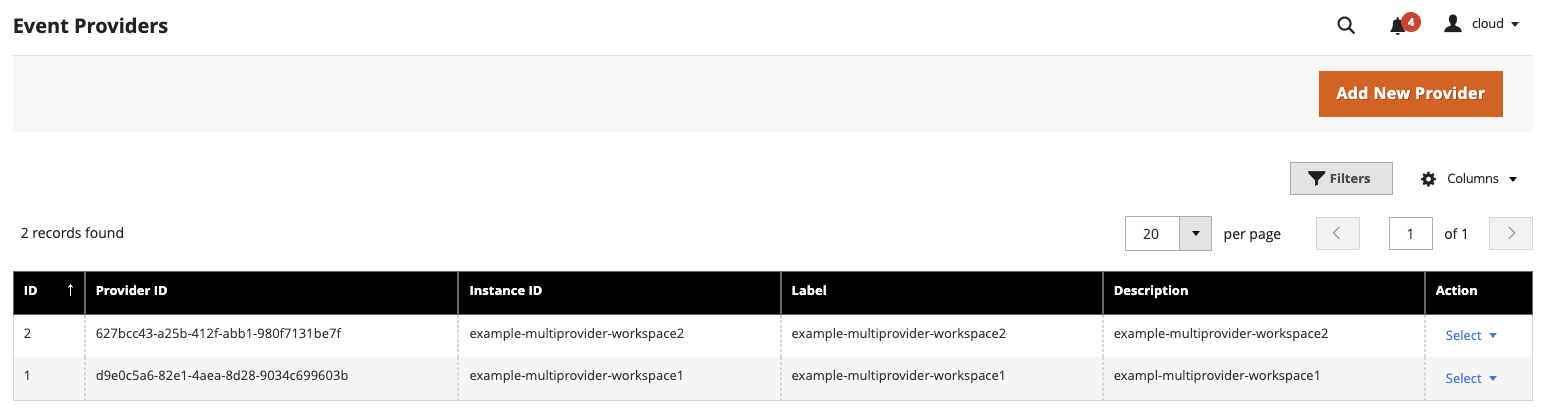 Event Providers
4
cloud
Add New Provider
Filters
Columns
2 records found
20
per page
1
of 1
ID ↑ Provider ID Instance ID Label Description Action
2 627bcc43-a25b-412f-abb1-980f7131be7f example-multiprovider-workspace2 example-multiprovider-workspace2 example-multiprovider-workspace2 Select
1 d9e0c5a6-82e1-4aea-8d28-9034c699603b example-multiprovider-workspace1 example-multiprovider-workspace1 exampl-multiprovider-workspace1 Select